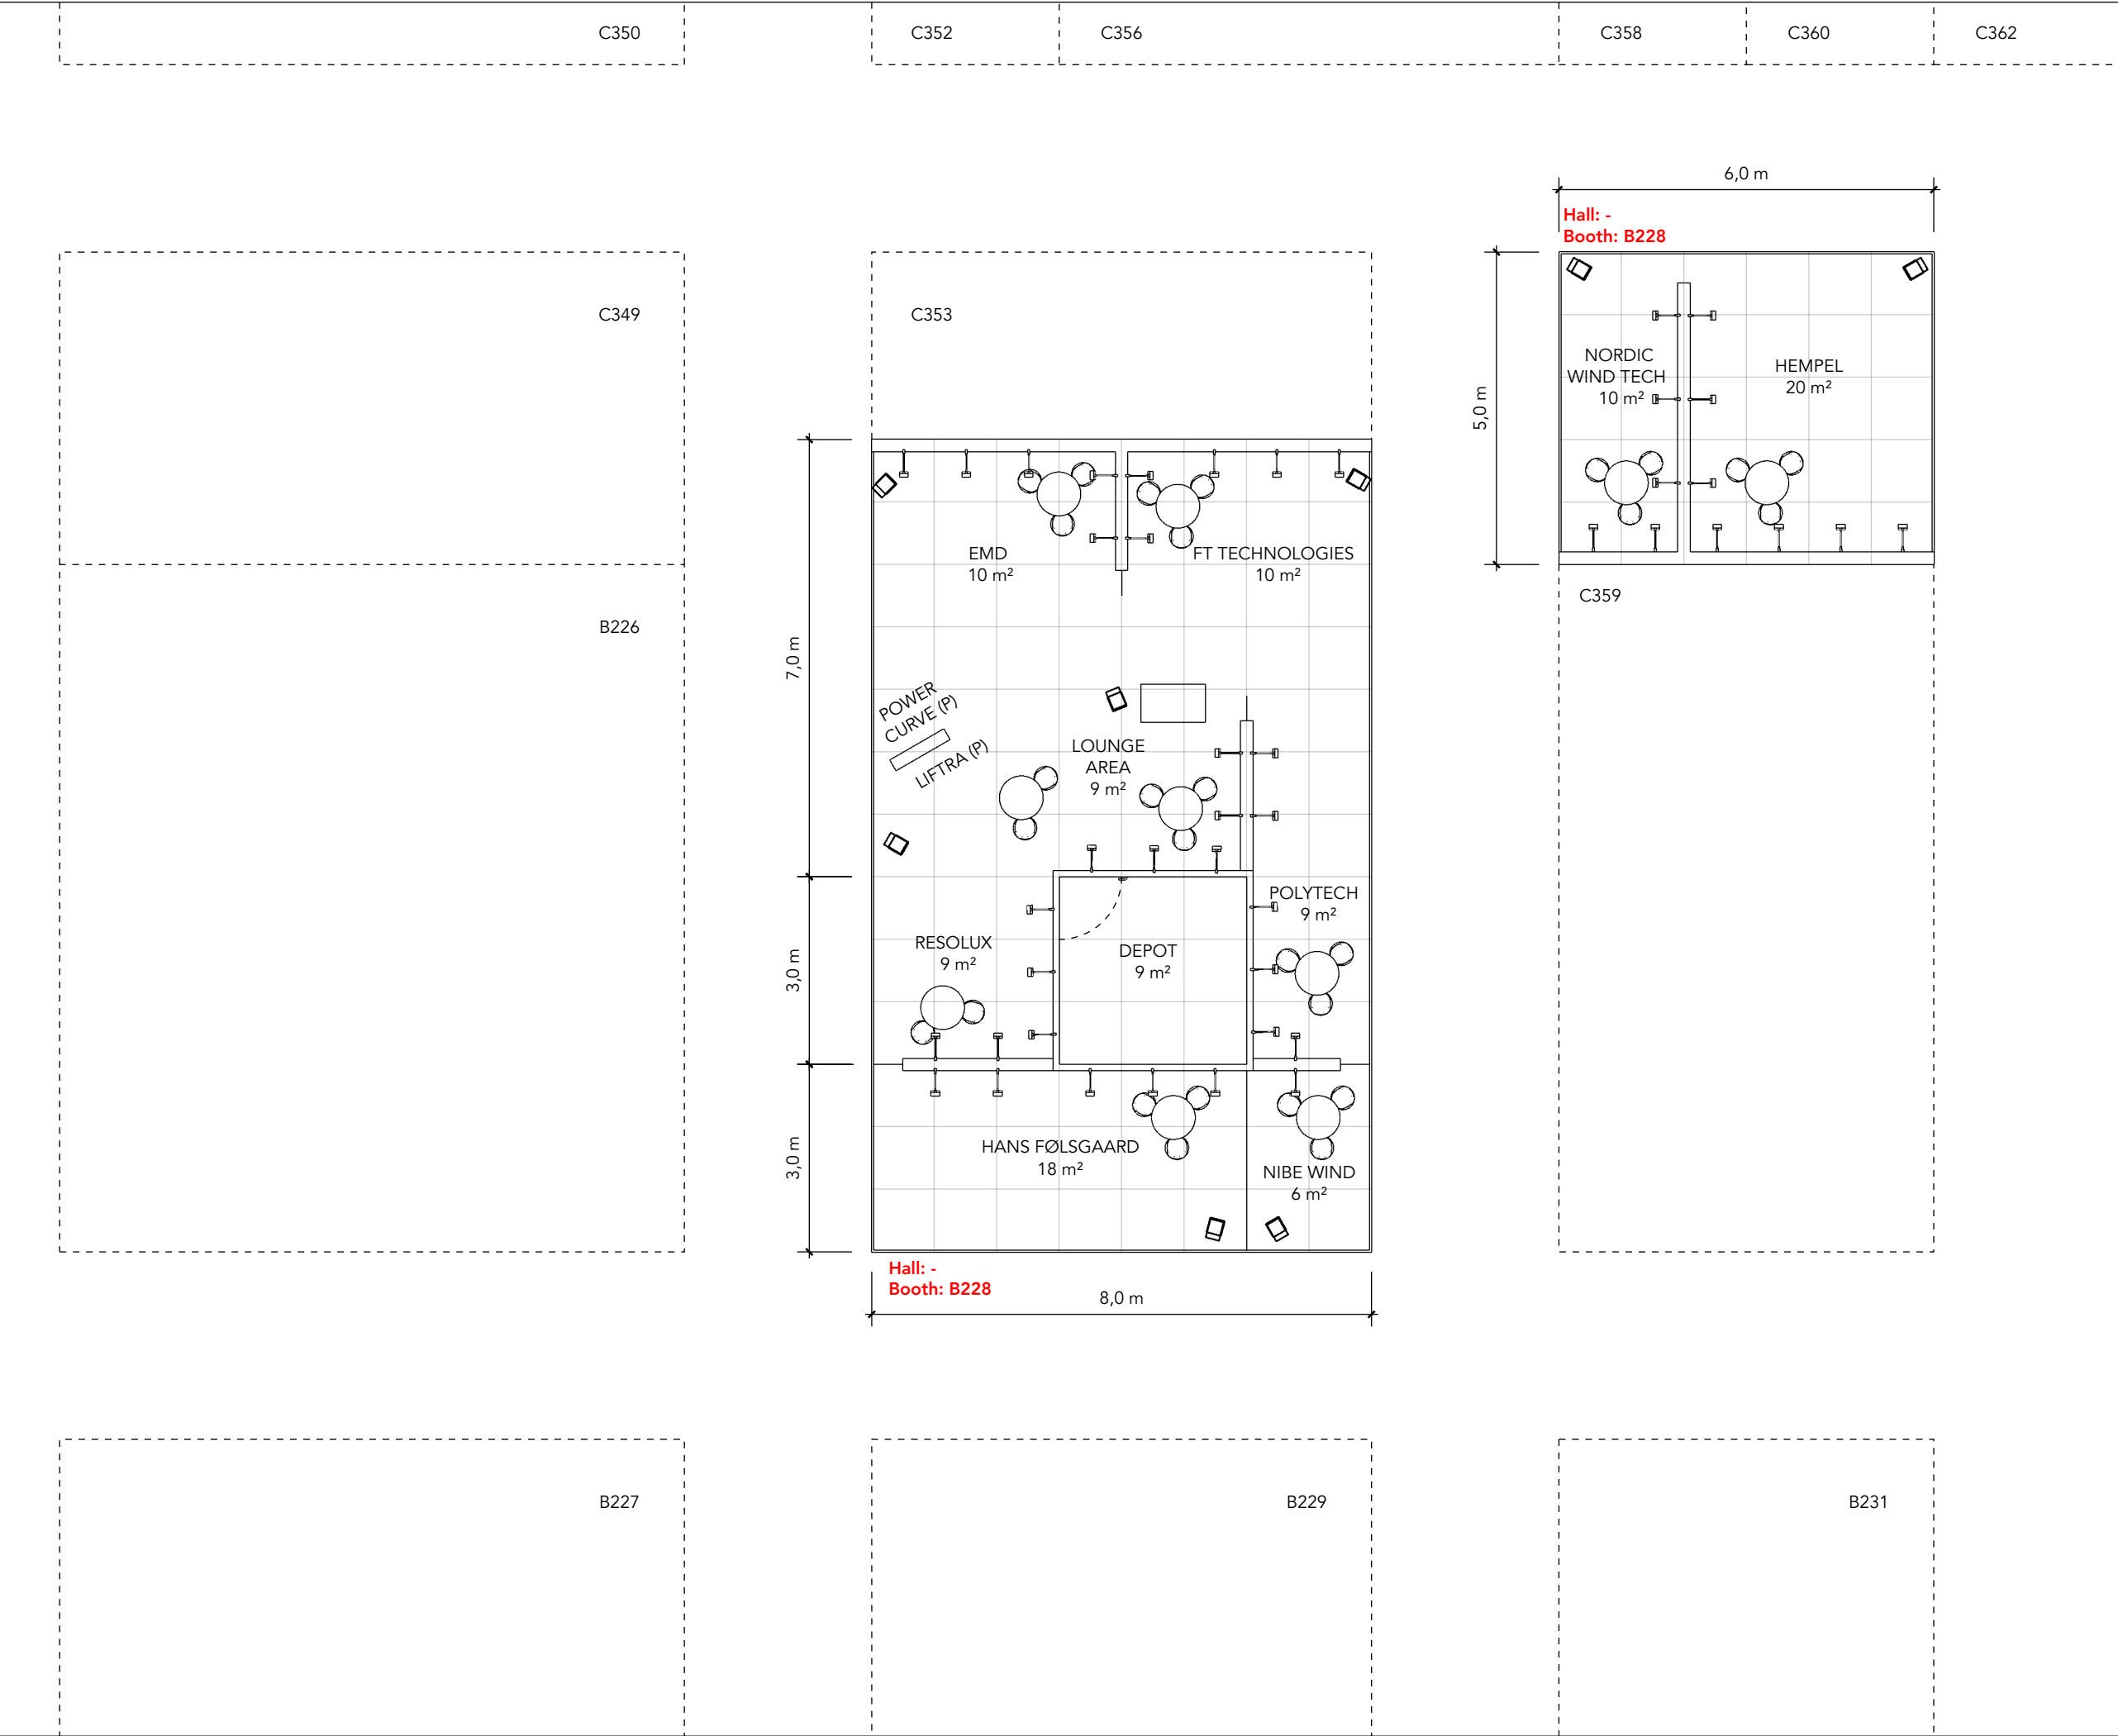 C350
C352
C356
C358
C360
C362
6,0 m
Hall: -
Booth: B228
5,0 m
C349
C353
NORDIC
WIND TECH
10 m²
HEMPEL
20 m²
EMD
10 m²
FT TECHNOLOGIES
10 m²
C359
B226
7,0 m
POWER
CURVE (P)
LIFTRA (P)
LOUNGE
AREA
9 m²
POLYTECH
9 m²
RESOLUX
9 m²
DEPOT
9 m²
3,0 m
HANS FØLSGAARD
18 m²
NIBE WIND
6 m²
3,0 m
Hall: -
Booth: B228
8,0 m
B227
B229
B231